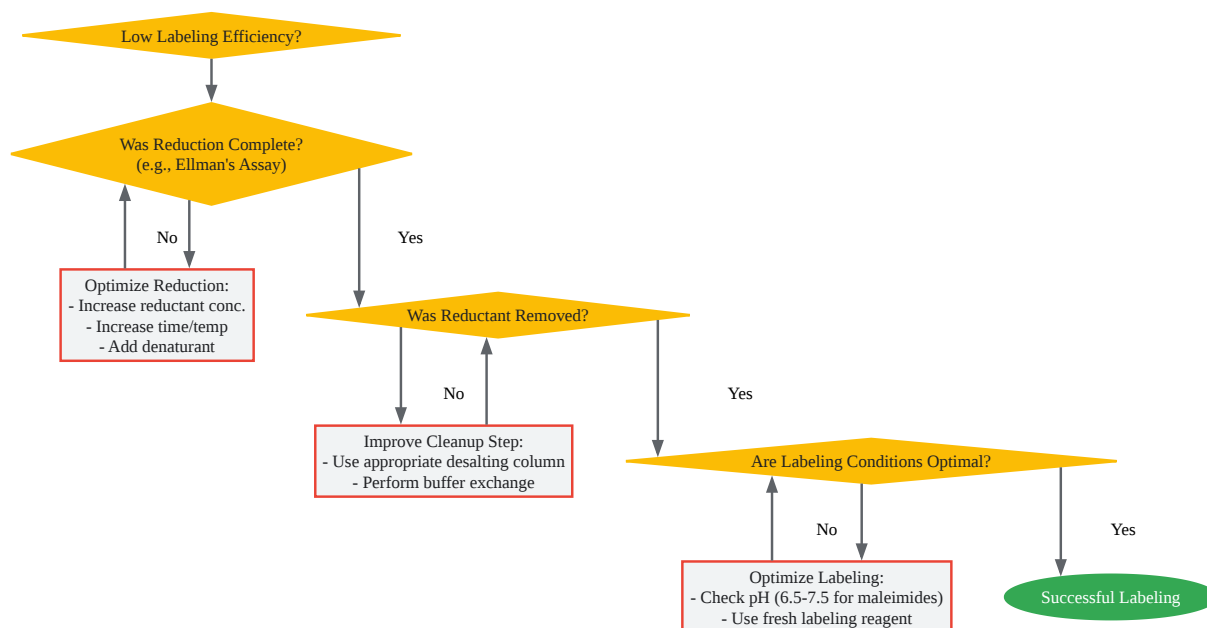 Low Labeling Efficiency?
Was Reduction Complete?
(e.g., Ellman's Assay)
No
Yes
Optimize Reduction:
- Increase reductant conc.
- Increase time/temp
- Add denaturant
Was Reductant Removed?
No
Yes
Improve Cleanup Step:
- Use appropriate desalting column
- Perform buffer exchange
Are Labeling Conditions Optimal?
No
Yes
Optimize Labeling:
- Check pH (6.5-7.5 for maleimides)
- Use fresh labeling reagent
Successful Labeling